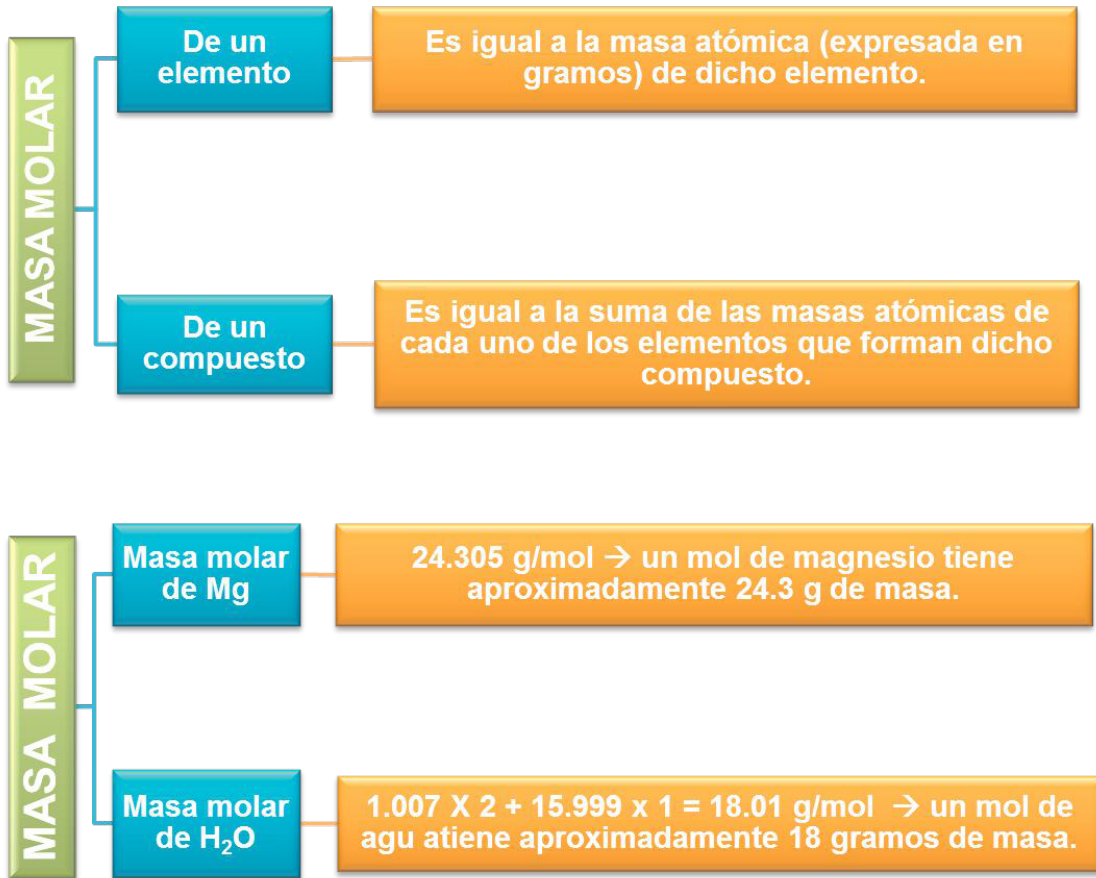 MASA MOLAR
De un
elemento
Es igual a la masa atómica (expresada en
gramos) de dicho elemento.
De un
compuesto
Es igual a la suma de las masas atómicas de
cada uno de los elementos que forman dicho
compuesto.
MASA MOLAR
Masa molar
de Mg
24.305 g/mol → un mol de magnesio tiene
aproximadamente 24.3 g de masa.
Masa molar
de H₂O
1.007 X 2 + 15.999 x 1 = 18.01 g/mol → un mol de
agu atiene aproximadamente 18 gramos de masa.